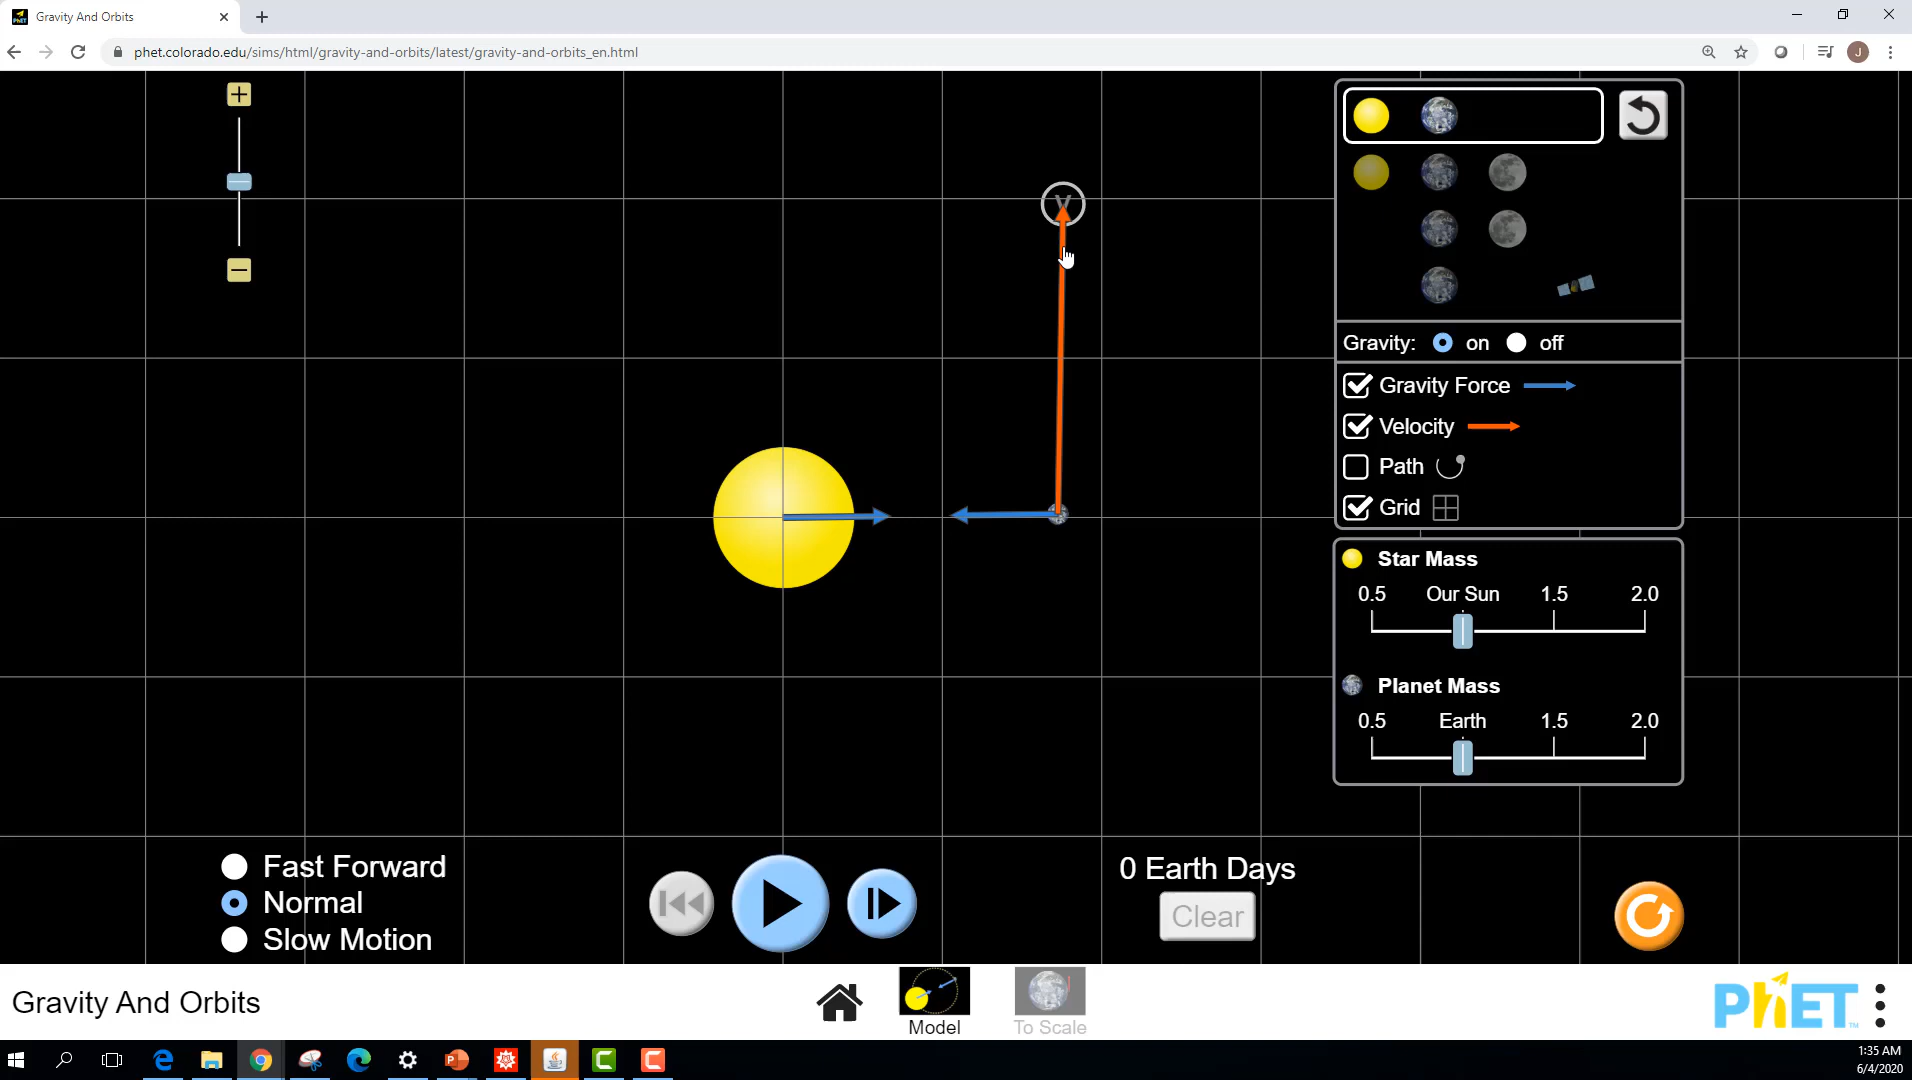 Gravity And Orbits
phet.colorado.edu/sims/html/gravity-and-orbits/latest/gravity-and-orbits_en.html
J
V
Gravity: on off
Gravity Force
Velocity
Path
Grid
Star Mass
0.5 Our Sun 1.5 2.0
Planet Mass
0.5 Earth 1.5 2.0
Fast Forward
Normal
Slow Motion
0 Earth Days
Clear
Gravity And Orbits
Model
To Scale
PhET
1:35 AM
6/4/2020